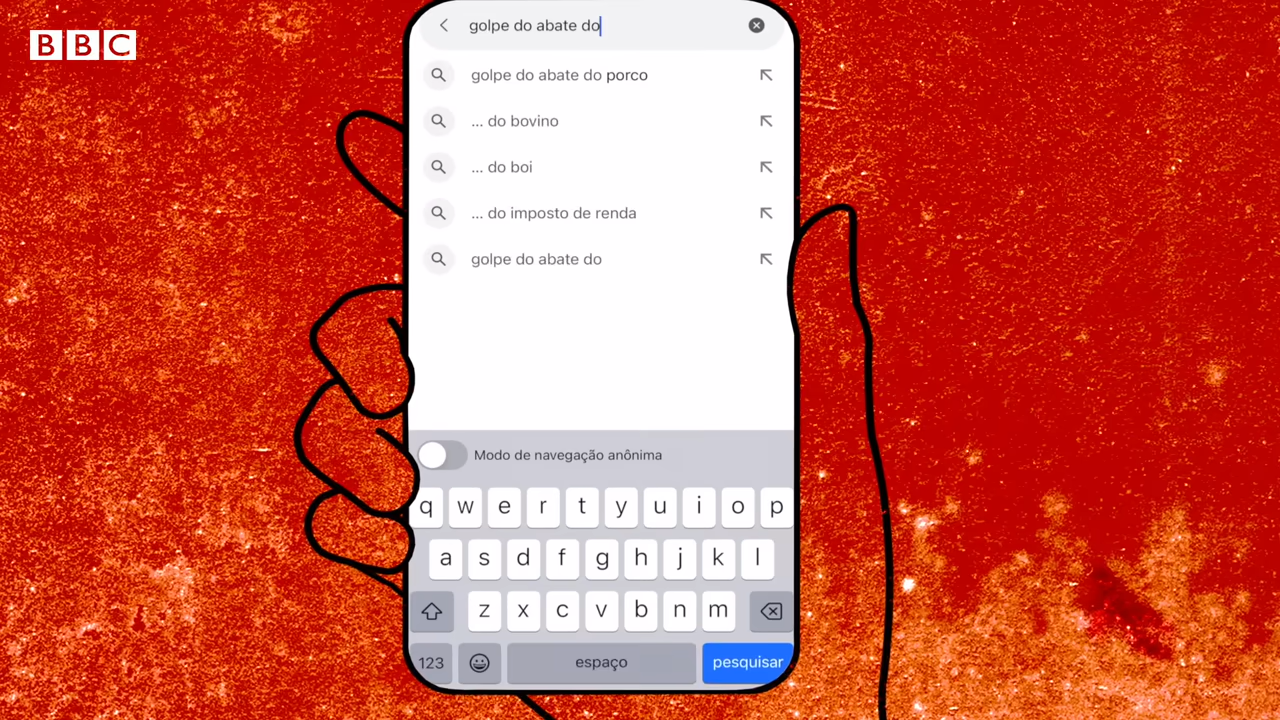 BBC
golpe do abate do
golpe do abate do porco
... do bovino
... do boi
... do imposto de renda
golpe do abate do
Modo de navegação anônima
q w e r t y u i o p
a s d f g h j k l
z x c v b n m
123 espaço pesquisar